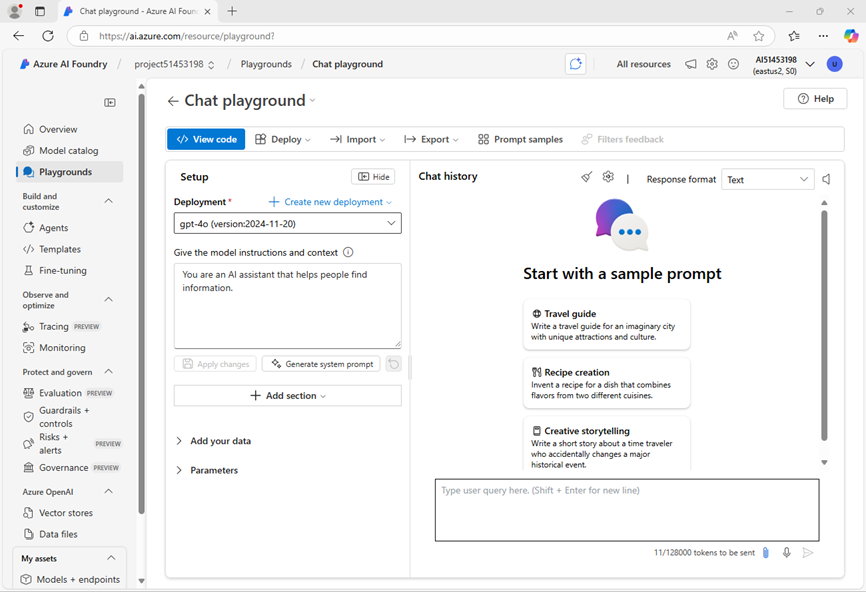 Chat playground - Azure AI Foun
https://ai.azure.com/resource/playground?
Azure AI Foundry / project51453198 / Playgrounds / Chat playground
All resources
AI51453198
(eastus2, S0)
U
Overview
Model catalog
Playgrounds
Build and
customize
Agents
Templates
Fine-tuning
Observe and
optimize
Tracing PREVIEW
Monitoring
Protect and govern
Evaluation PREVIEW
Guardrails +
controls
Risks +
alerts PREVIEW
Governance PREVIEW
Azure OpenAI
Vector stores
Data files
My assets
Models + endpoints
Chat playground
Help
View code Deploy Import Export Prompt samples Filters feedback
Setup
Hide
Deployment * Create new deployment
gpt-4o (version:2024-11-20)
Give the model instructions and context
You are an AI assistant that helps people find
information.
Apply changes Generate system prompt
Add section
Add your data
Parameters
Chat history
Response format Text
Start with a sample prompt
Travel guide
Write a travel guide for an imaginary city
with unique attractions and culture.
Recipe creation
Invent a recipe for a dish that combines
flavors from two different cuisines.
Creative storytelling
Write a short story about a time traveler
who accidentally changes a major
historical event.
Type user query here. (Shift + Enter for new line)
11/128000 tokens to be sent